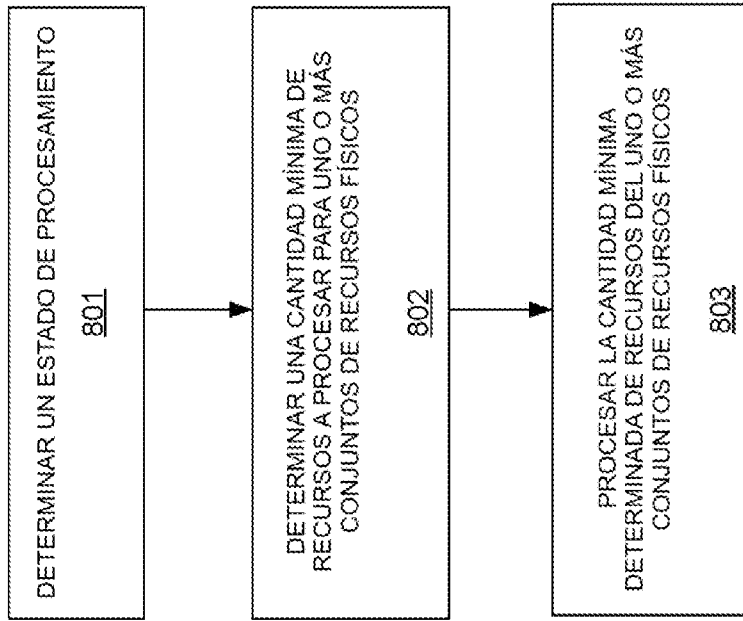 DETERMINAR UN ESTADO DE PROCESAMIENTO
801
DETERMINAR UNA CANTIDAD MÍNIMA DE
RECURSOS A PROCESAR PARA UNO O MÁS
CONJUNTOS DE RECURSOS FÍSICOS
802
PROCESAR LA CANTIDAD MÍNIMA
DETERMINADA DE RECURSOS DEL UNO O MÁS
CONJUNTOS DE RECURSOS FÍSICOS
803